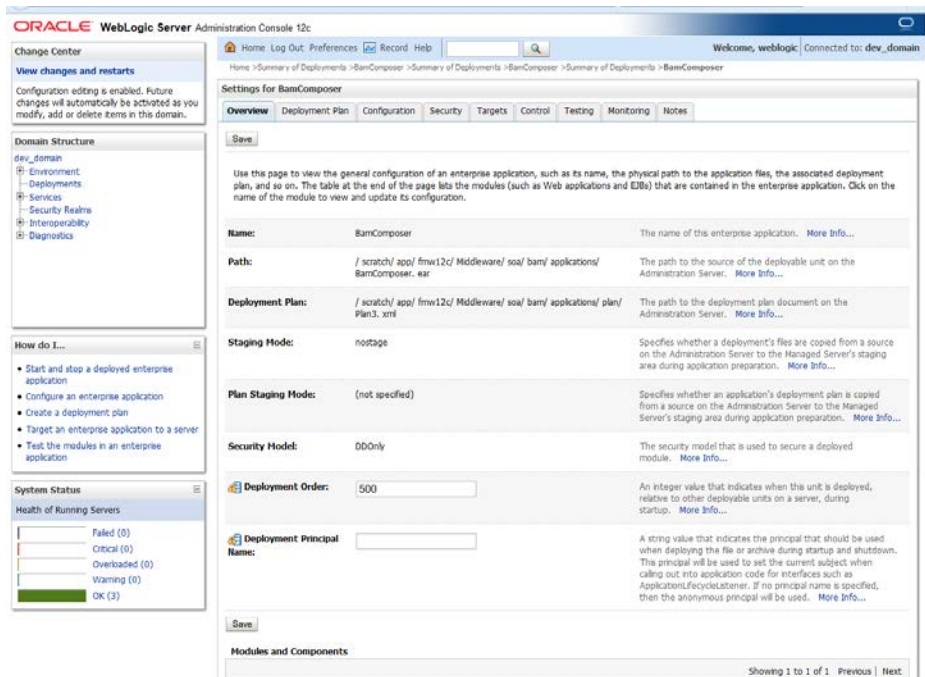 ORACLE WebLogic Server Administration Console 12c
Change Center
View changes and restarts
Configuration editing is enabled. Future
changes will automatically be activated as you
modify, add or delete items in this domain.
Domain Structure
dev_domain
Environment
Deployments
Services
Security Realms
Interoperability
Diagnostics
How do I...
Start and stop a deployed enterprise
application
Configure an enterprise application
Create a deployment plan
Target an enterprise application to a server
Test the modules in an enterprise
application
System Status
Health of Running Servers
Failed (0)
Critical (0)
Overloaded (0)
Warning (0)
OK (3)
Home Log Out Preferences Record Help
Welcome, weblogic Connected to: dev_domain
Home >Summary of Deployments >BamComposer >Summary of Deployments >BamComposer >Summary of Deployments >BamComposer
Settings for BamComposer
Overview Deployment Plan Configuration Security Targets Control Testing Monitoring Notes
Save
Use this page to view the general configuration of an enterprise application, such as its name, the physical path to the application files, the associated deployment
plan, and so on. The table at the end of the page lists the modules (such as Web applications and EJBs) that are contained in the enterprise application. Click on the
name of the module to view and update its configuration.
Name: BamComposer The name of this enterprise application. More Info...
Path: / scratch/ app/ fmw12c/ Middleware/ soa/ bam/ applications/ The path to the source of the deployable unit on the
BamComposer. ear Administration Server. More Info...
Deployment Plan: / scratch/ app/ fmw12c/ Middleware/ soa/ bam/ applications/ plan/ The path to the deployment plan document on the
Plan3. xml Administration Server. More Info...
Staging Mode: nostage Specifies whether a deployment's files are copied from a source
on the Administration Server to the Managed Server's staging
area during application preparation. More Info...
Plan Staging Mode: (not specified) Specifies whether an application's deployment plan is copied
from a source on the Administration Server to the Managed
Server's staging area during application preparation. More Info...
Security Model: DDOnly The security model that is used to secure a deployed
module. More Info...
Deployment Order: 500 An integer value that indicates when this unit is deployed,
relative to other deployable units on a server, during
startup. More Info...
Deployment Principal A string value that indicates the principal that should be used
Name: when deploying the file or archive during startup and shutdown.
This principal will be used to set the current subject when
calling out into application code for interfaces such as
ApplicationLifecycleListener. If no principal name is specified,
then the anonymous principal will be used. More Info...
Save
Modules and Components
Showing 1 to 1 of 1 Previous | Next